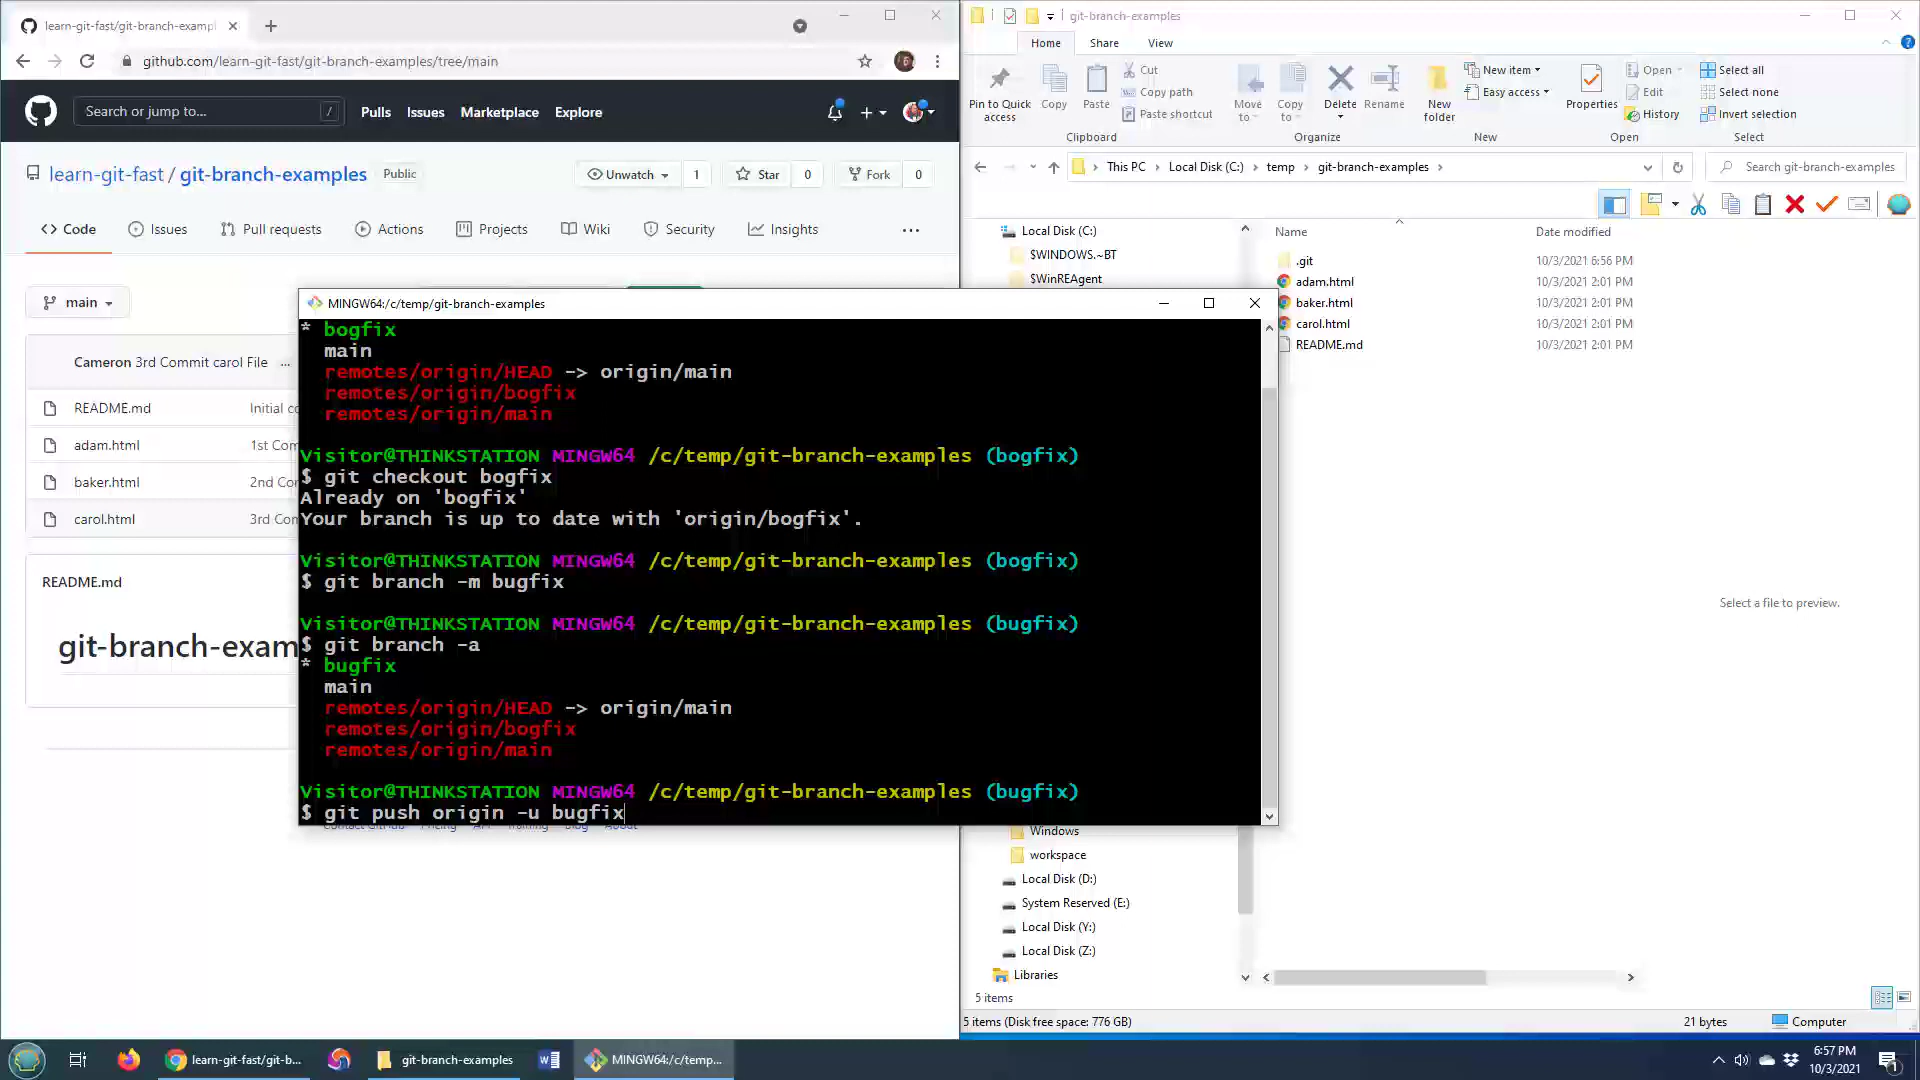 learn-git-fast/git-branch-exampl
github.com/learn-git-fast/git-branch-examples/tree/main
Search or jump to... /
Pulls Issues Marketplace Explore
learn-git-fast / git-branch-examples Public
Unwatch 1 Star 0 Fork 0
<> Code Issues Pull requests Actions Projects Wiki Security Insights ...
main
Cameron 3rd Commit carol File ...
README.md Initial co
adam.html 1st Com
baker.html 2nd Co
carol.html 3rd Con
README.md
git-branch-exam
MINGW64:/c/temp/git-branch-examples
* bogfix
main
remotes/origin/HEAD -> origin/main
remotes/origin/bogfix
remotes/origin/main
Visitor@THINKSTATION MINGW64 /c/temp/git-branch-examples (bogfix)
$ git checkout bogfix
Already on 'bogfix'
Your branch is up to date with 'origin/bogfix'.
Visitor@THINKSTATION MINGW64 /c/temp/git-branch-examples (bogfix)
$ git branch -m bugfix
Visitor@THINKSTATION MINGW64 /c/temp/git-branch-examples (bugfix)
$ git branch -a
* bugfix
main
remotes/origin/HEAD -> origin/main
remotes/origin/bogfix
remotes/origin/main
Visitor@THINKSTATION MINGW64 /c/temp/git-branch-examples (bugfix)
$ git push origin -u bugfix
Contact GitHub Pricing API Training Blog About
git-branch-examples
Home Share View
Pin to Quick access
Copy
Paste
Cut
Copy path
Paste shortcut
Clipboard
Move to
Copy to
Delete
Rename
Organize
New folder
New item
Easy access
New
Properties
Open
Edit
History
Open
Select all
Select none
Invert selection
Select
This PC > Local Disk (C:) > temp > git-branch-examples >
Search git-branch-examples
Local Disk (C:)
$WINDOWS.~BT
$WinREAgent
Name Date modified
.git 10/3/2021 6:56 PM
adam.html 10/3/2021 2:01 PM
baker.html 10/3/2021 2:01 PM
carol.html 10/3/2021 2:01 PM
README.md 10/3/2021 2:01 PM
Select a file to preview.
Windows
workspace
Local Disk (D:)
System Reserved (E:)
Local Disk (Y:)
Local Disk (Z:)
Libraries
5 items
5 items (Disk free space: 776 GB) 21 bytes Computer
learn-git-fast/git-b...
git-branch-examples
MINGW64:/c/temp...
6:57 PM
10/3/2021
1